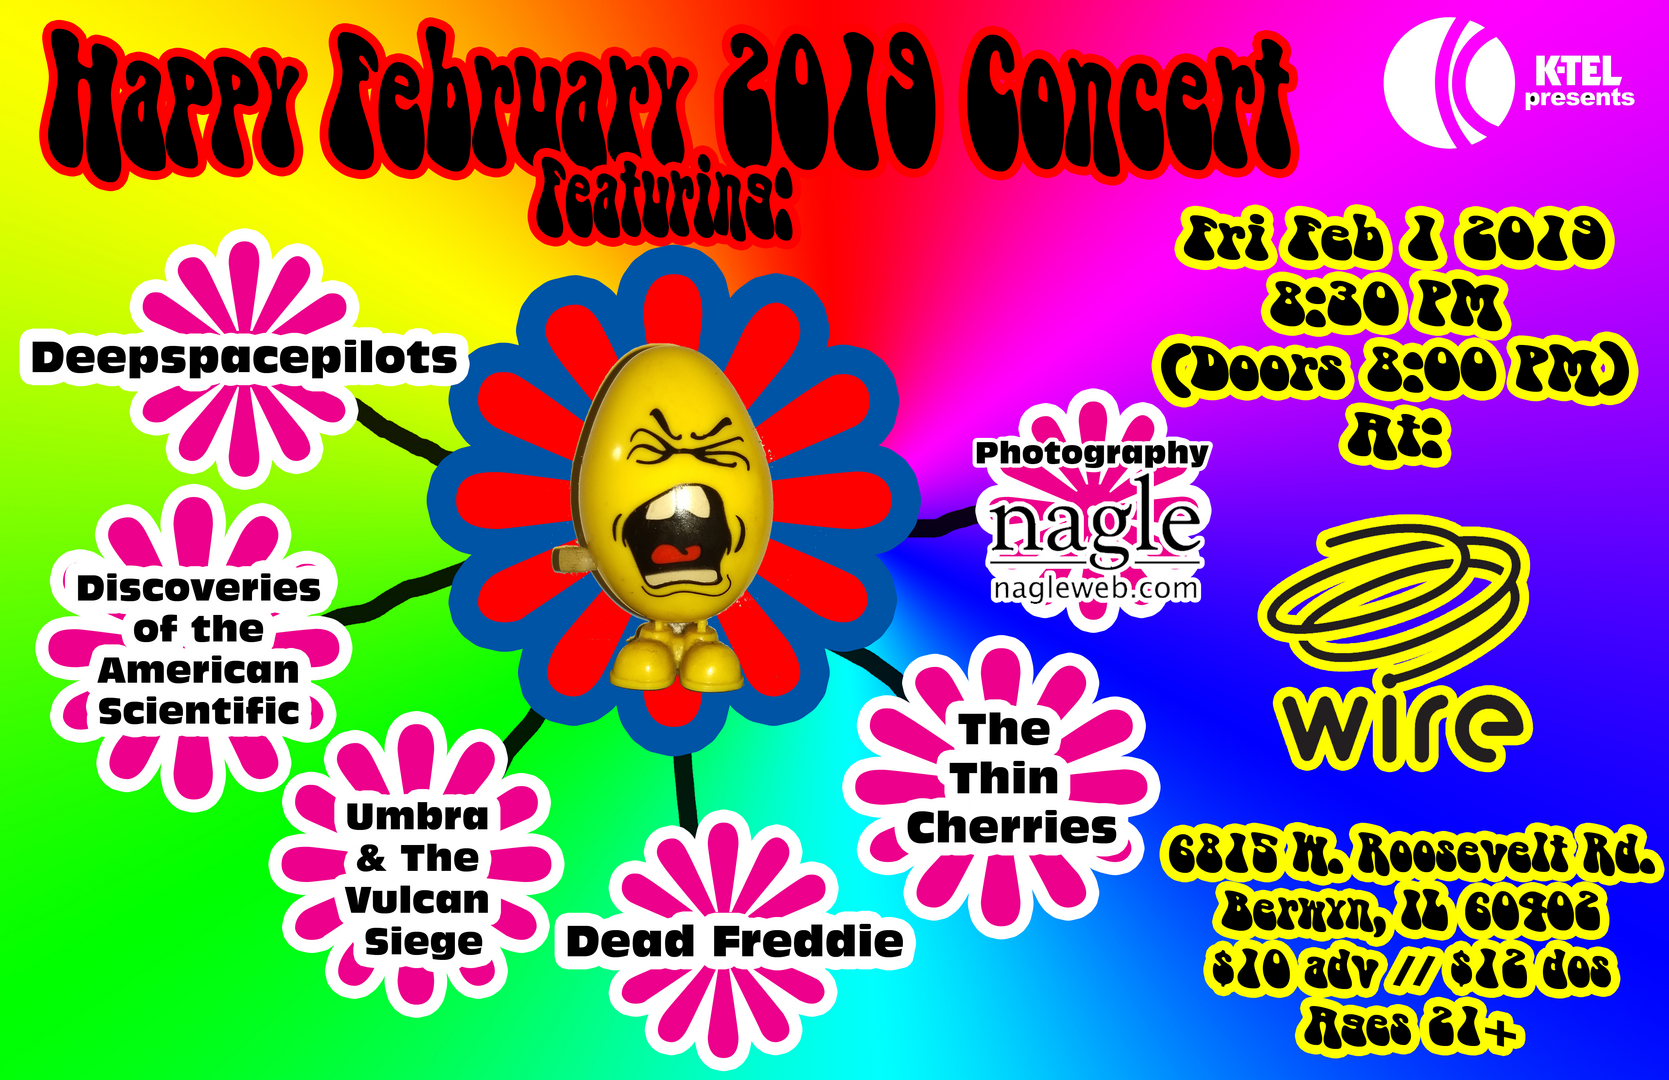 Happy February 2019 Concert
Featuring:
K-TEL
presents
Fri Feb 1 2019
8:30 PM
(Doors 8:00 PM)
At:
Deepspacepilots
Discoveries
of the
American
Scientific
Umbra
& The
Vulcan
Siege
Dead Freddie
The
Thin
Cherries
Photography
nagle
nagleweb.com
wire
6815 W. Roosevelt Rd.
Berwyn, IL 60402
$10 adv // $12 dos
Ages 21+